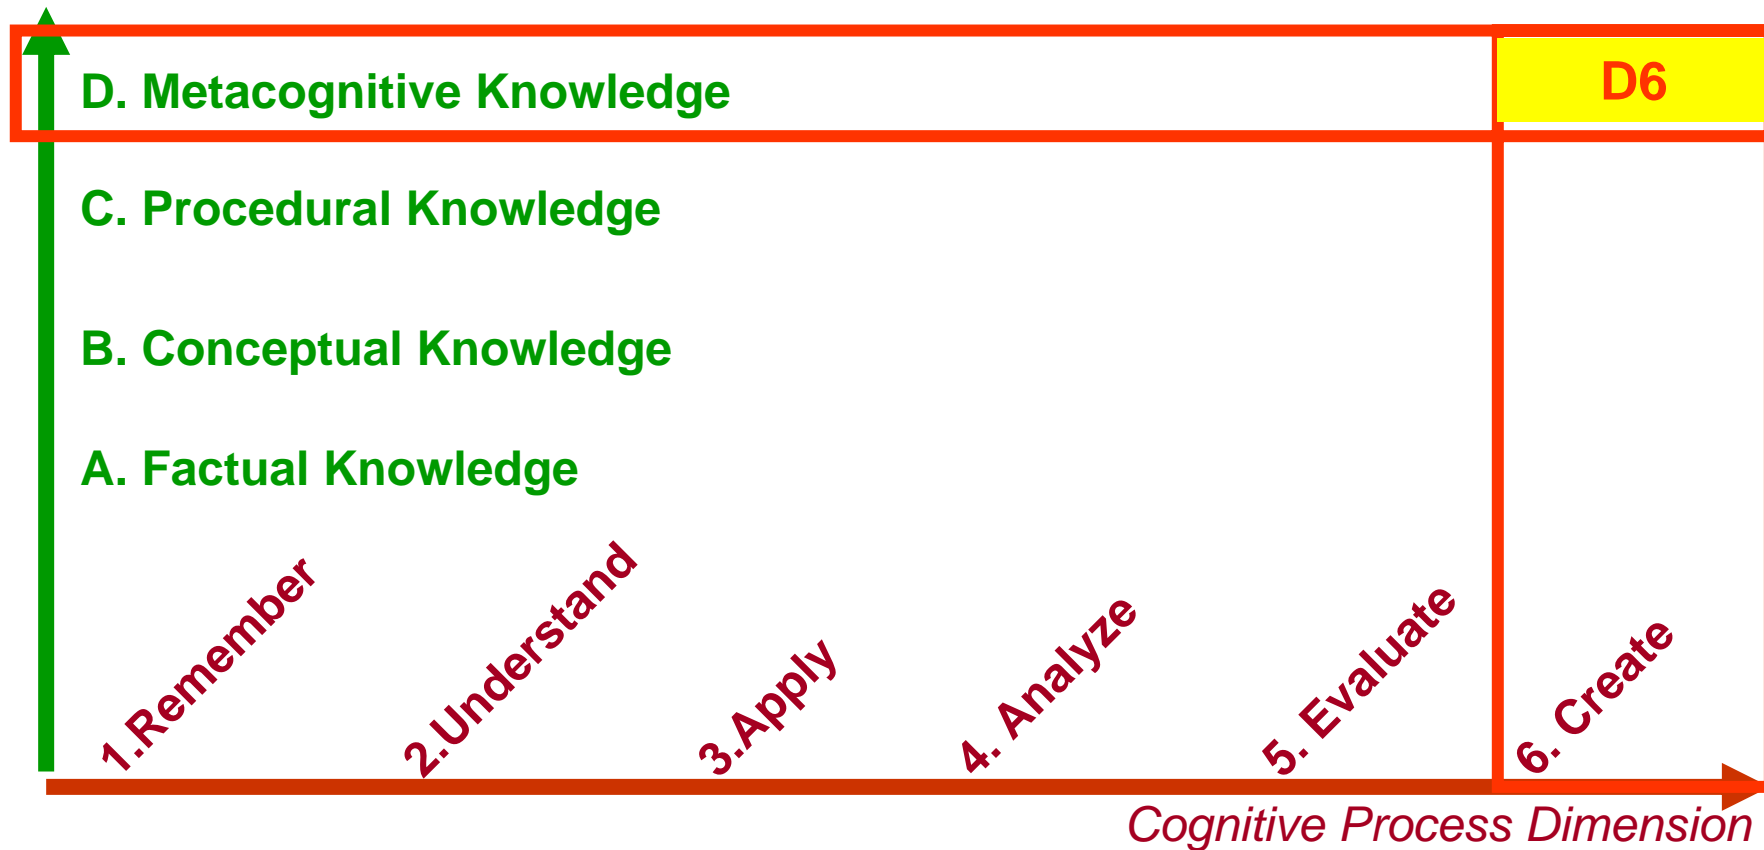 D. Metacognitive Knowledge
D6
C. Procedural Knowledge
B. Conceptual Knowledge
A. Factual Knowledge
1.Remember
2.Understand
3.Apply
4. Analyze
5. Evaluate
6. Create
Cognitive Process Dimension